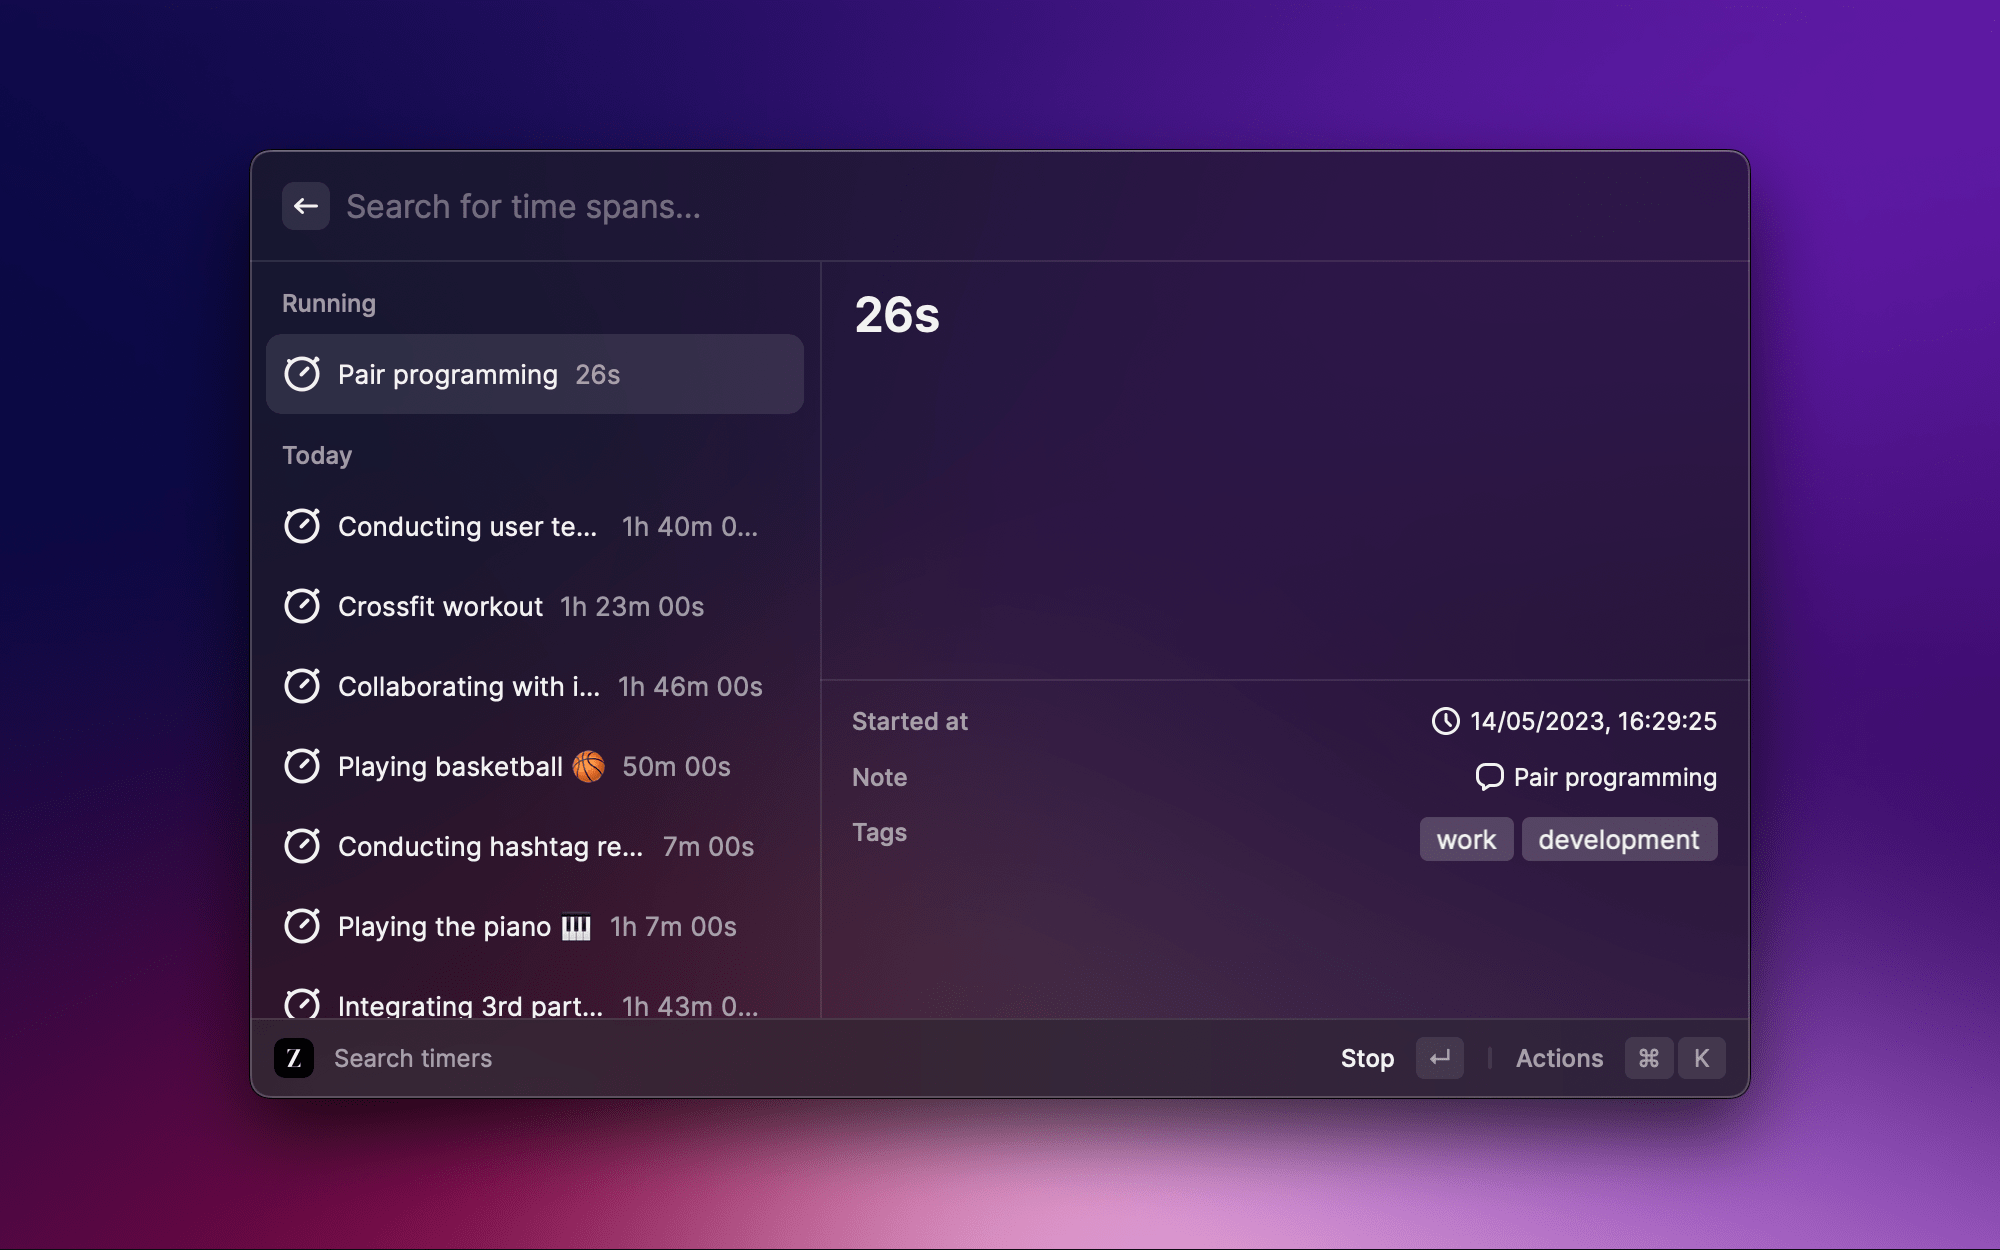 Search for time spans...
Running
Pair programming 26s
Today
Conducting user te... 1h 40m 0...
Crossfit workout 1h 23m 00s
Collaborating with i... 1h 46m 00s
Playing basketball 🏀 50m 00s
Conducting hashtag re... 7m 00s
Playing the piano 🎹 1h 7m 00s
Integrating 3rd part... 1h 43m 0...
26s
Started at 14/05/2023, 16:29:25
Note Pair programming
Tags work development
Z Search timers
Stop ↵ Actions ⌘ K